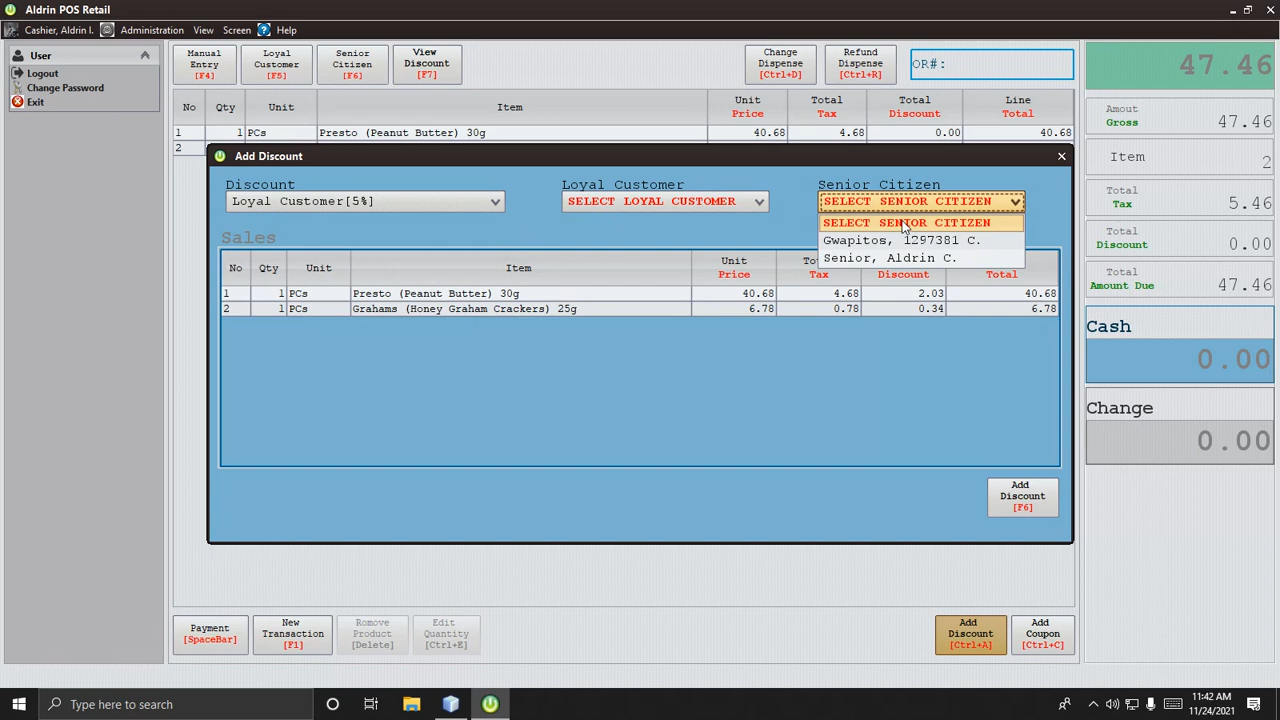 Aldrin POS Retail
Cashier, Aldrin I. Administration View Screen Help
User
Logout
Change Password
Exit
Manual Entry [F4]
Loyal Customer [F5]
Senior Citizen [F6]
View Discount [F7]
Change Dispense [Ctrl+D]
Refund Dispense [Ctrl+R]
OR#:
47.46
No Qty Unit Item Unit Price Total Tax Total Discount Line Total
1 1 PCs Presto (Peanut Butter) 30g 40.68 4.68 0.00 40.68
2
Amout Gross 47.46
Item 2
Total Tax 5.46
Total Discount 0.00
Total Amount Due 47.46
Cash
0.00
Change
0.00
Add Discount
Discount Loyal Customer Senior Citizen
Loyal Customer[5%] SELECT LOYAL CUSTOMER SELECT SENIOR CITIZEN
SELECT SENIOR CITIZEN
Gwapitos, 1297381 C.
Senior, Aldrin C.
Sales
No Qty Unit Item Unit Price Tax Discount Total
1 1 PCs Presto (Peanut Butter) 30g 40.68 4.68 2.03 40.68
2 1 PCs Grahams (Honey Graham Crackers) 25g 6.78 0.78 0.34 6.78
Add Discount [F6]
Payment [SpaceBar]
New Transaction [F1]
Remove Product [Delete]
Edit Quantity [Ctrl+E]
Add Discount [Ctrl+A]
Add Coupon [Ctrl+C]
Type here to search
11:42 AM
11/24/2021